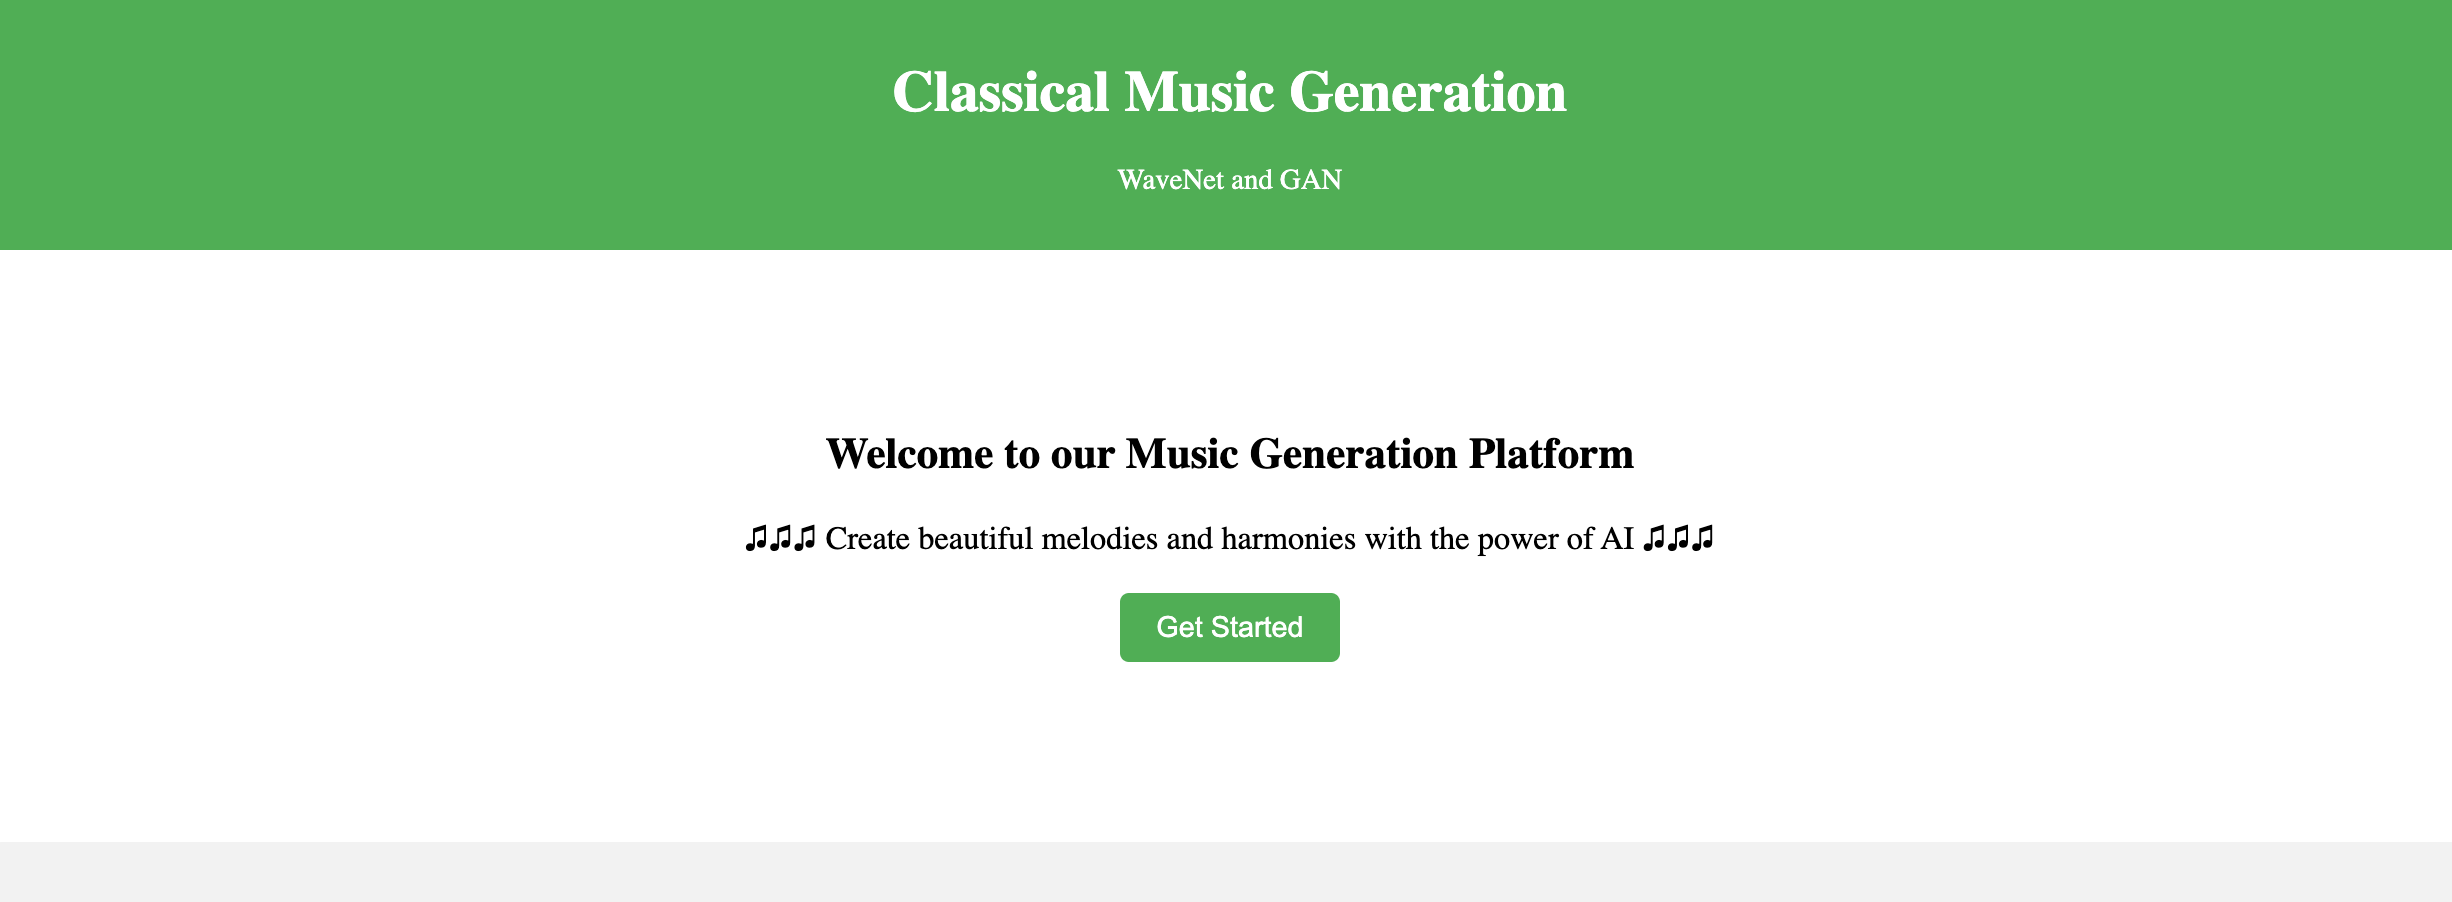 Classical Music Generation
WaveNet and GAN
Welcome to our Music Generation Platform
♫♫♫ Create beautiful melodies and harmonies with the power of AI ♫♫♫
Get Started